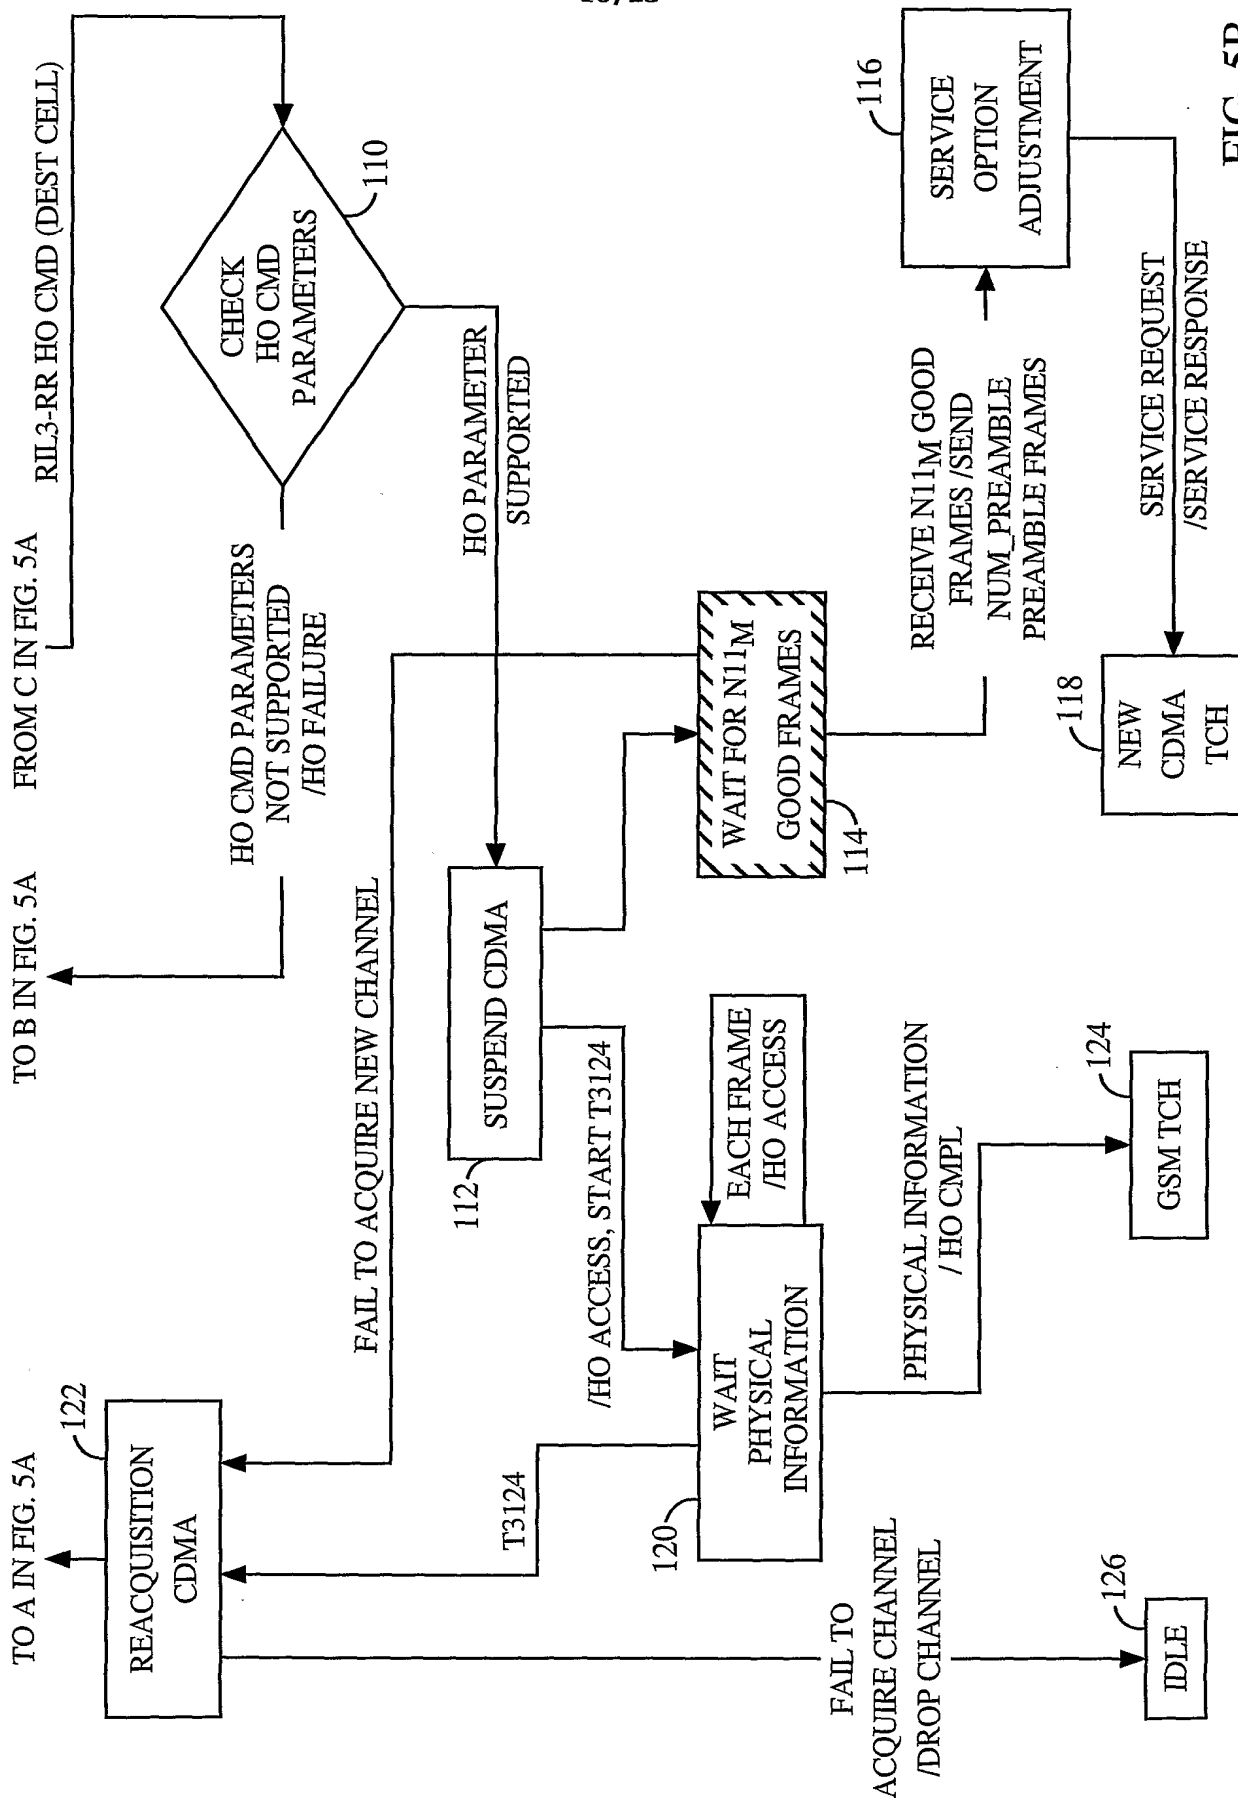 TO A IN FIG. 5A
TO B IN FIG. 5A
FROM C IN FIG. 5A
RIL3-RR HO CMD (DEST CELL)
CHECK
HO CMD
PARAMETERS
110
HO CMD PARAMETERS
NOT SUPPORTED
/HO FAILURE
HO PARAMETER
SUPPORTED
122
REACQUISITION
CDMA
FAIL TO ACQUIRE NEW CHANNEL
SUSPEND CDMA
112
/HO ACCESS, START T3124
T3124
WAIT
PHYSICAL
INFORMATION
120
EACH FRAME
/HO ACCESS
WAIT FOR N11M
GOOD FRAMES
114
RECEIVE N11M GOOD
FRAMES /SEND
NUM_PREAMBLE
PREAMBLE FRAMES
116
SERVICE
OPTION
ADJUSTMENT
FAIL TO
ACQUIRE CHANNEL
/DROP CHANNEL
126
IDLE
PHYSICAL INFORMATION
/ HO CMPL
124
GSM TCH
SERVICE REQUEST
/SERVICE RESPONSE
118
NEW
CDMA
TCH